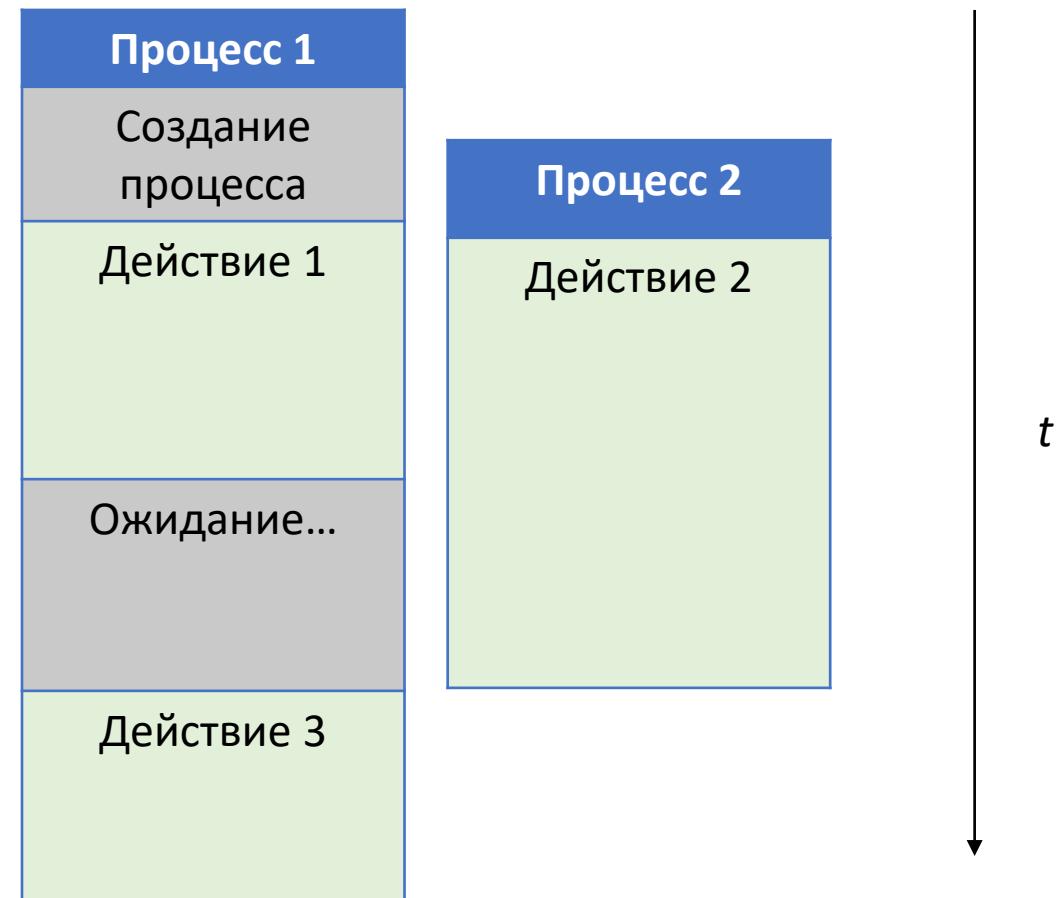 Процесс 1
Создание
процесса
Действие 1
Ожидание…
Действие 3
Процесс 2
Действие 2
t